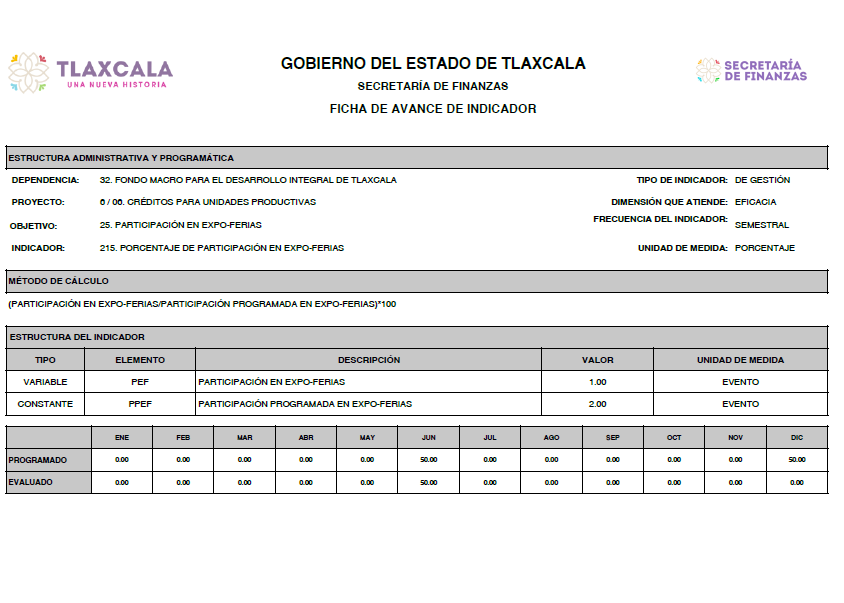 TLAXCALA
UNA NUEVA HISTORIA
GOBIERNO DEL ESTADO DE TLAXCALA
SECRETARÍA DE FINANZAS
FICHA DE AVANCE DE INDICADOR
SECRETARÍA
DE FINANZAS
ESTRUCTURA ADMINISTRATIVA Y PROGRAMÁTICA
DEPENDENCIA: 32. FONDO MACRO PARA EL DESARROLLO INTEGRAL DE TLAXCALA TIPO DE INDICADOR: DE GESTIÓN
PROYECTO: 6 / 06. CRÉDITOS PARA UNIDADES PRODUCTIVAS DIMENSIÓN QUE ATIENDE: EFICACIA
OBJETIVO: 25. PARTICIPACIÓN EN EXPO-FERIAS FRECUENCIA DEL INDICADOR: SEMESTRAL
INDICADOR: 215. PORCENTAJE DE PARTICIPACIÓN EN EXPO-FERIAS UNIDAD DE MEDIDA: PORCENTAJE
MÉTODO DE CÁLCULO
(PARTICIPACIÓN EN EXPO-FERIAS/PARTICIPACIÓN PROGRAMADA EN EXPO-FERIAS)*100
ESTRUCTURA DEL INDICADOR
TIPO ELEMENTO DESCRIPCIÓN VALOR UNIDAD DE MEDIDA
VARIABLE PEF PARTICIPACIÓN EN EXPO-FERIAS 1.00 EVENTO
CONSTANTE PPEF PARTICIPACIÓN PROGRAMADA EN EXPO-FERIAS 2.00 EVENTO
ENE FEB MAR ABR MAY JUN JUL AGO SEP OCT NOV DIC
PROGRAMADO 0.00 0.00 0.00 0.00 0.00 50.00 0.00 0.00 0.00 0.00 0.00 50.00
EVALUADO 0.00 0.00 0.00 0.00 0.00 50.00 0.00 0.00 0.00 0.00 0.00 0.00